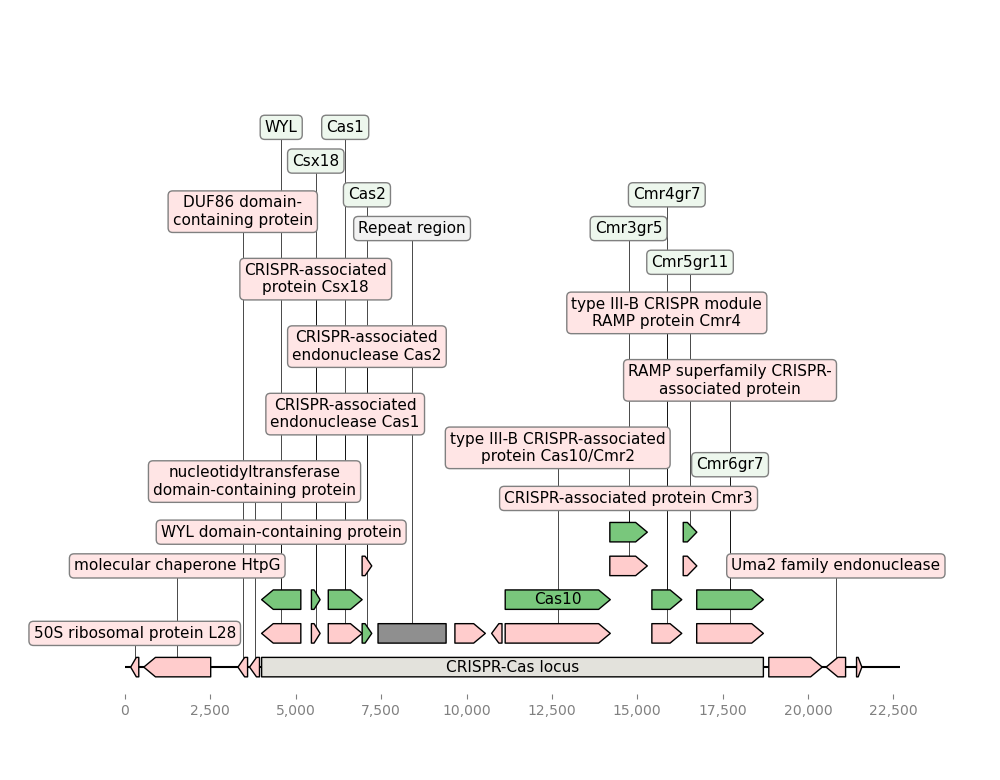 WYL
Cas1
Csx18
Cas2
Cmr4gr7
DUF86 domain-
containing protein
Repeat region
Cmr3gr5
Cmr5gr11
CRISPR-associated
protein Csx18
type III-B CRISPR module
RAMP protein Cmr4
CRISPR-associated
endonuclease Cas2
RAMP superfamily CRISPR-
associated protein
CRISPR-associated
endonuclease Cas1
type III-B CRISPR-associated
protein Cas10/Cmr2
Cmr6gr7
nucleotidyltransferase
domain-containing protein
CRISPR-associated protein Cmr3
WYL domain-containing protein
molecular chaperone HtpG
Uma2 family endonuclease
Cas10
50S ribosomal protein L28
CRISPR-Cas locus
0
2,500
5,000
7,500
10,000
12,500
15,000
17,500
20,000
22,500